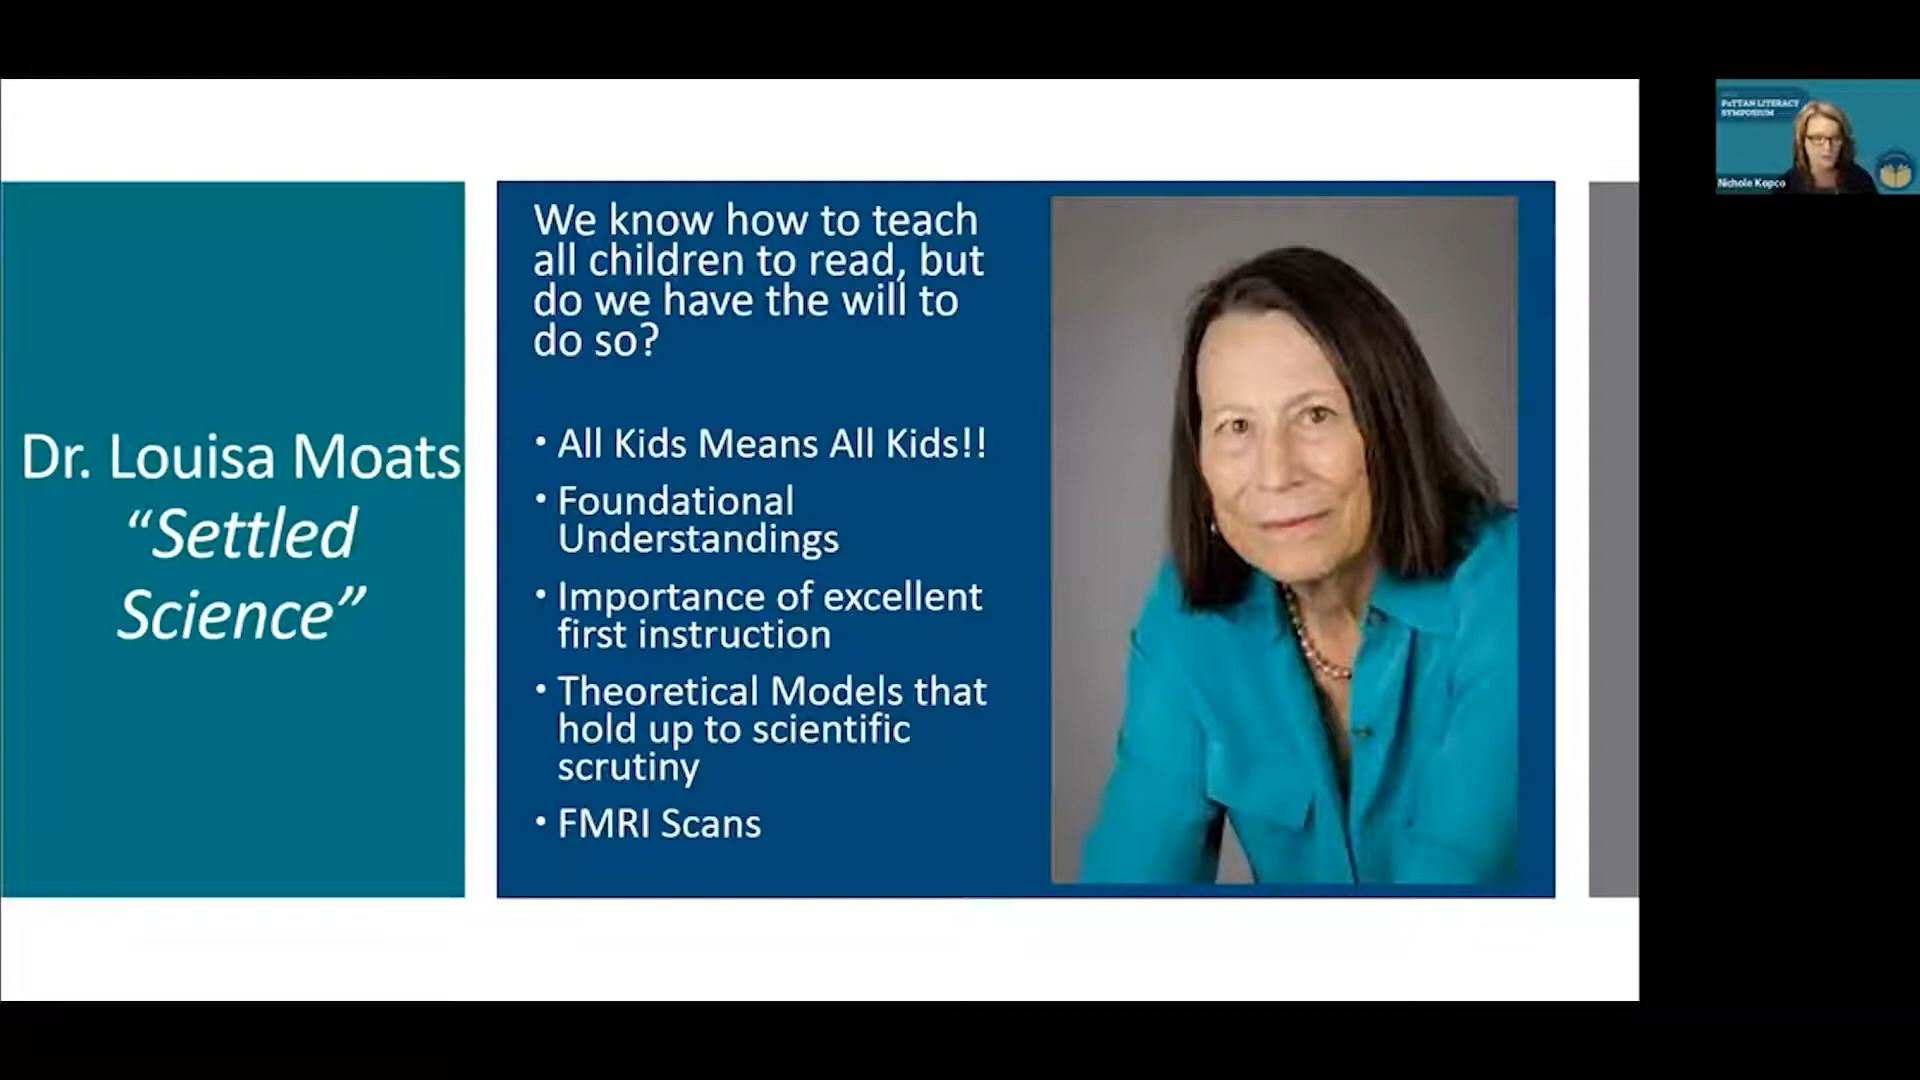 Dr. Louisa Moats
“Settled
Science”
We know how to teach
all children to read, but
do we have the will to
do so?
• All Kids Means All Kids!!
• Foundational
Understandings
• Importance of excellent
first instruction
• Theoretical Models that
hold up to scientific
scrutiny
• FMRI Scans
PaTTAN LITERACY
SYMPOSIUM
Nichole Kopco